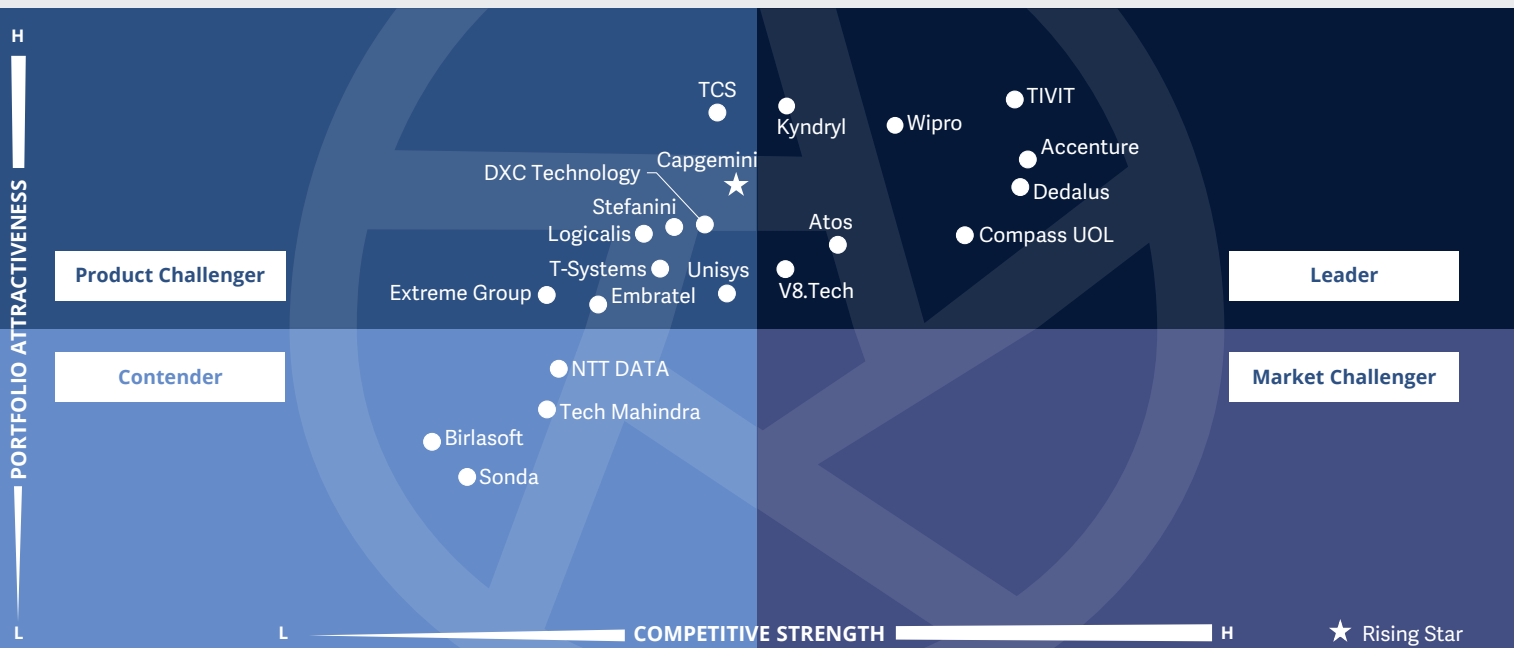 H
TCS
TIVIT
Kyndryl
Wipro
Accenture
Capgemini
DXC Technology
Dedalus
Stefanini
Atos
Logicalis
Compass UOL
T-Systems
Unisys
Product Challenger
Leader
Extreme Group
Embratel
V8.Tech
PORTFOLIO ATTRACTIVENESS
NTT DATA
Contender
Market Challenger
Tech Mahindra
Birlasoft
Sonda
L
L
COMPETITIVE STRENGTH
H
Rising Star